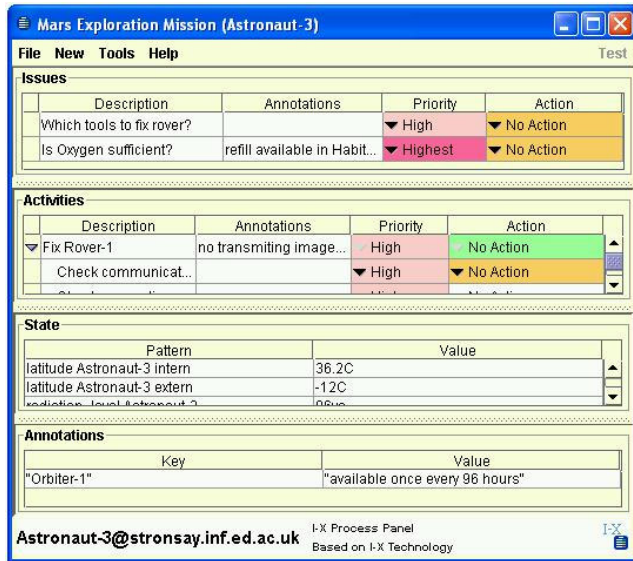 Mars Exploration Mission (Astronaut-3)
File New Tools Help Test
Issues
Description Annotations Priority Action
Which tools to fix rover? High No Action
Is Oxygen sufficient? refill available in Habit... Highest No Action
Activities
Description Annotations Priority Action
Fix Rover-1 no transmiting image... High No Action
Check communicat... High No Action
State
Pattern Value
latitude Astronaut-3 intern 36.2C
latitude Astronaut-3 extern -12C
Annotations
Key Value
"Orbiter-1" "available once every 96 hours"
Astronaut-3@stronsay.inf.ed.ac.uk
I-X Process Panel
Based on I-X Technology
I-X